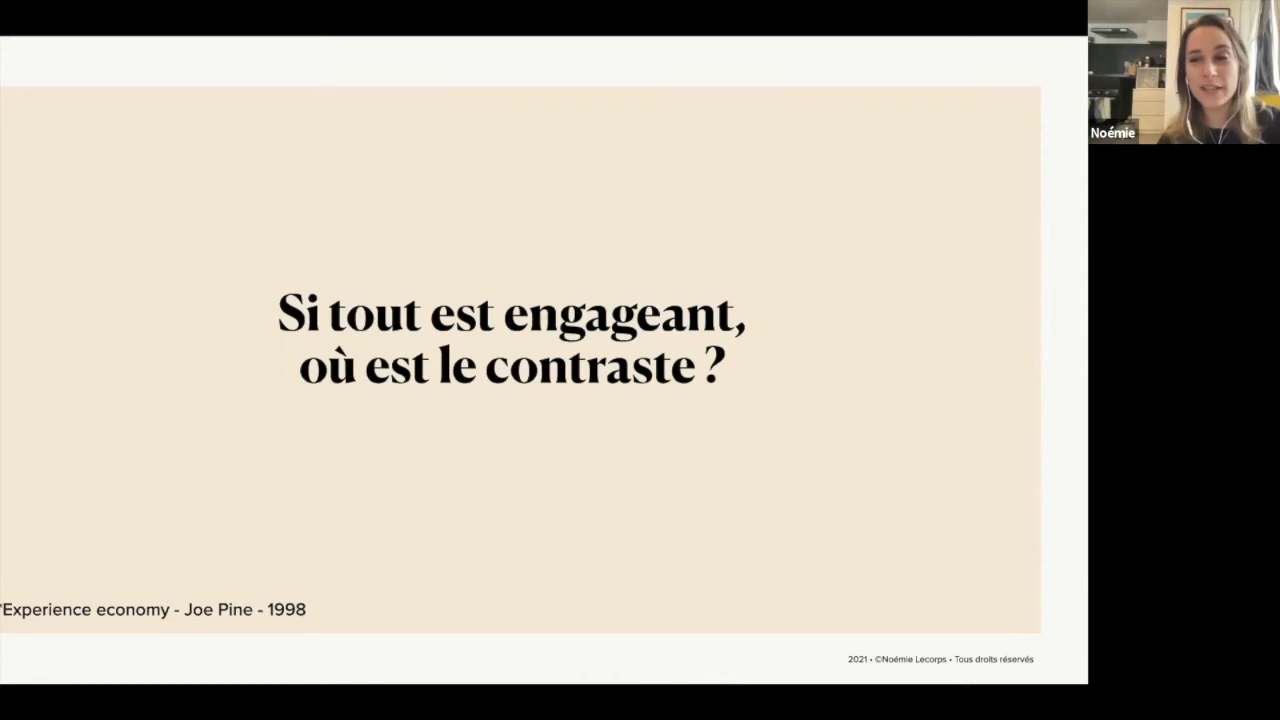 Noémie
Si tout est engageant,
où est le contraste ?
'Experience economy - Joe Pine - 1998
2021 • ©Noémie Lecorps • Tous droits réservés